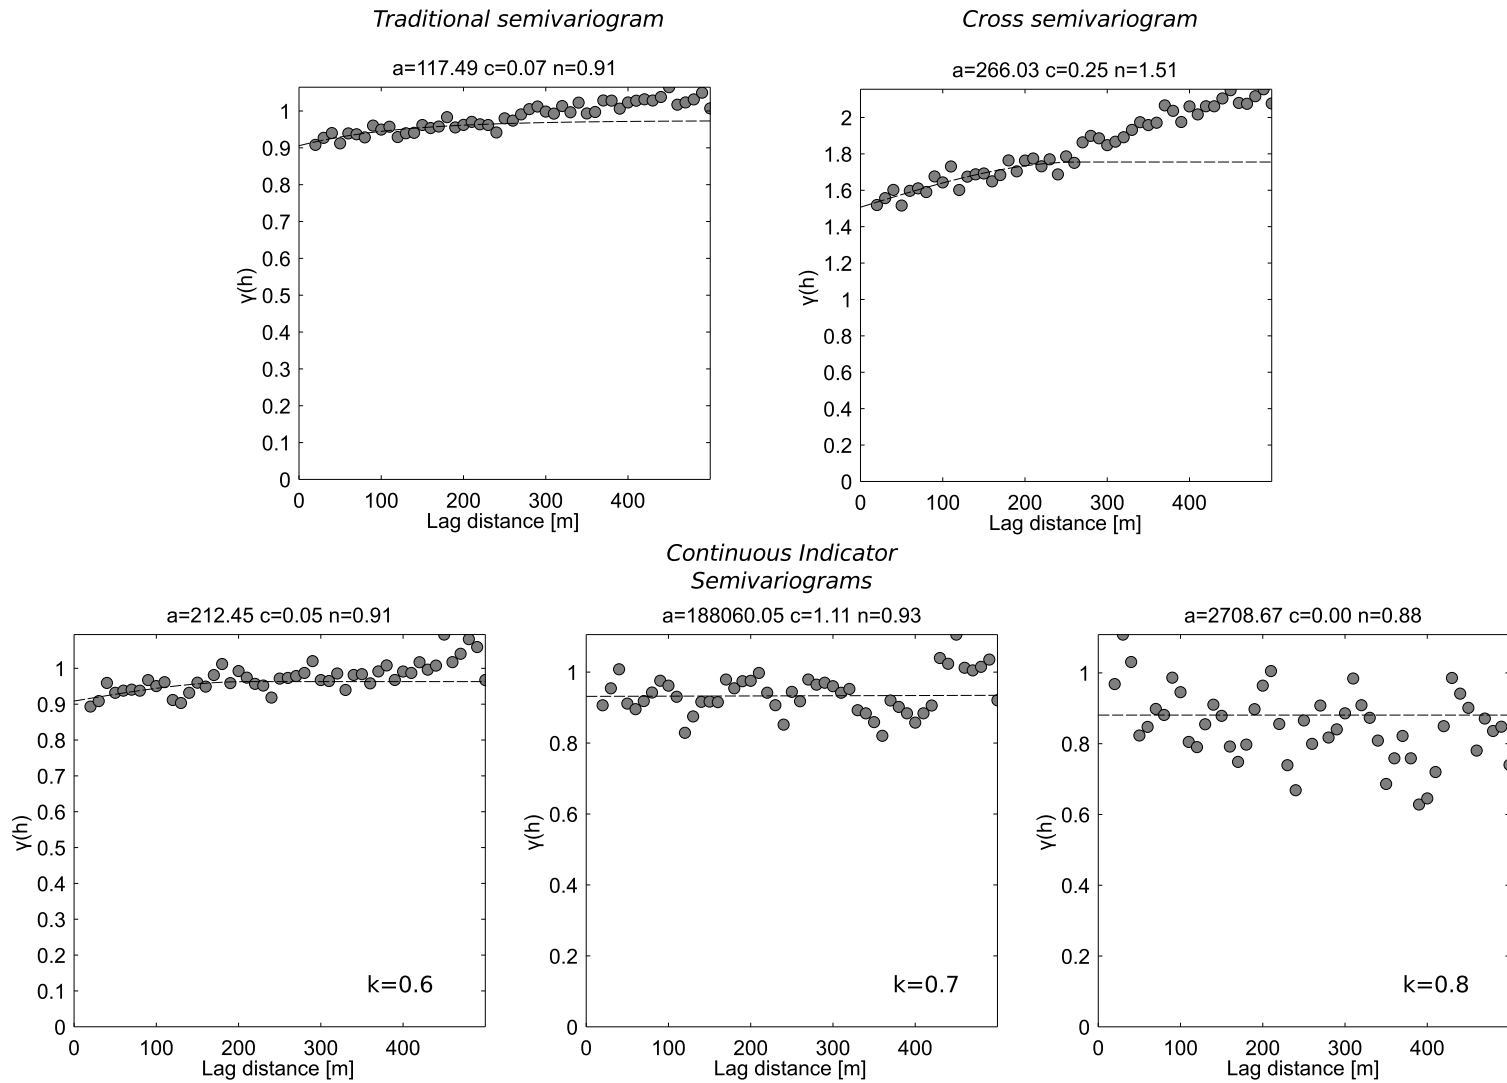 Traditional semivariogram
Cross semivariogram
a=117.49 c=0.07 n=0.91
1
0.9
0.8
0.7
0.6
0.5
0.4
0.3
0.2
0.1
0
γ(h)
0 100 200 300 400
Lag distance [m]
a=266.03 c=0.25 n=1.51
2
1.8
1.6
1.4
1.2
1
0.8
0.6
0.4
0.2
0
γ(h)
0 100 200 300 400
Lag distance [m]
Continuous Indicator
Semivariograms
a=212.45 c=0.05 n=0.91
1
0.9
0.8
0.7
0.6
0.5
0.4
0.3
0.2
0.1
0
γ(h)
k=0.6
0 100 200 300 400
Lag distance [m]
a=188060.05 c=1.11 n=0.93
1
0.8
0.6
0.4
0.2
0
γ(h)
k=0.7
0 100 200 300 400
Lag distance [m]
a=2708.67 c=0.00 n=0.88
1
0.8
0.6
0.4
0.2
0
γ(h)
k=0.8
0 100 200 300 400
Lag distance [m]